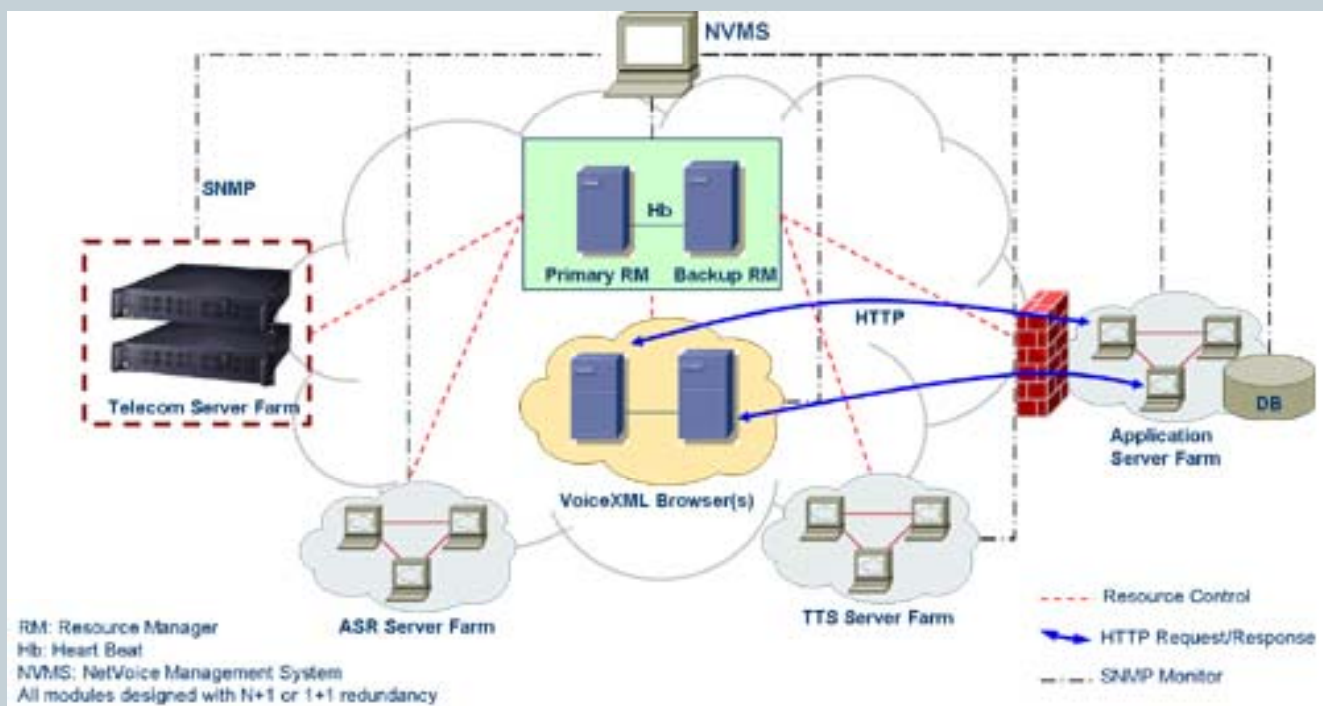 NVMS
SNMP
Hb
Primary RM
Backup RM
HTTP
Telecom Server Farm
DB
Application
Server Farm
VoiceXML Browser(s)
ASR Server Farm
TTS Server Farm
Resource Control
HTTP Request/Response
SNMP Monitor
RM: Resource Manager
Hb: Heart Beat
NVMS: NetVoice Management System
All modules designed with N+1 or 1+1 redundancy